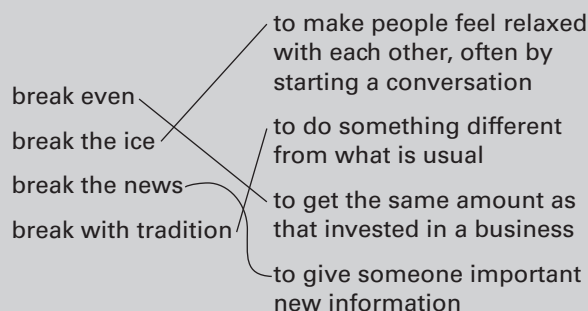 break even
break the ice
break the news
break with tradition
to make people feel relaxed
with each other, often by
starting a conversation
to do something different
from what is usual
to get the same amount as
that invested in a business
to give someone important
new information